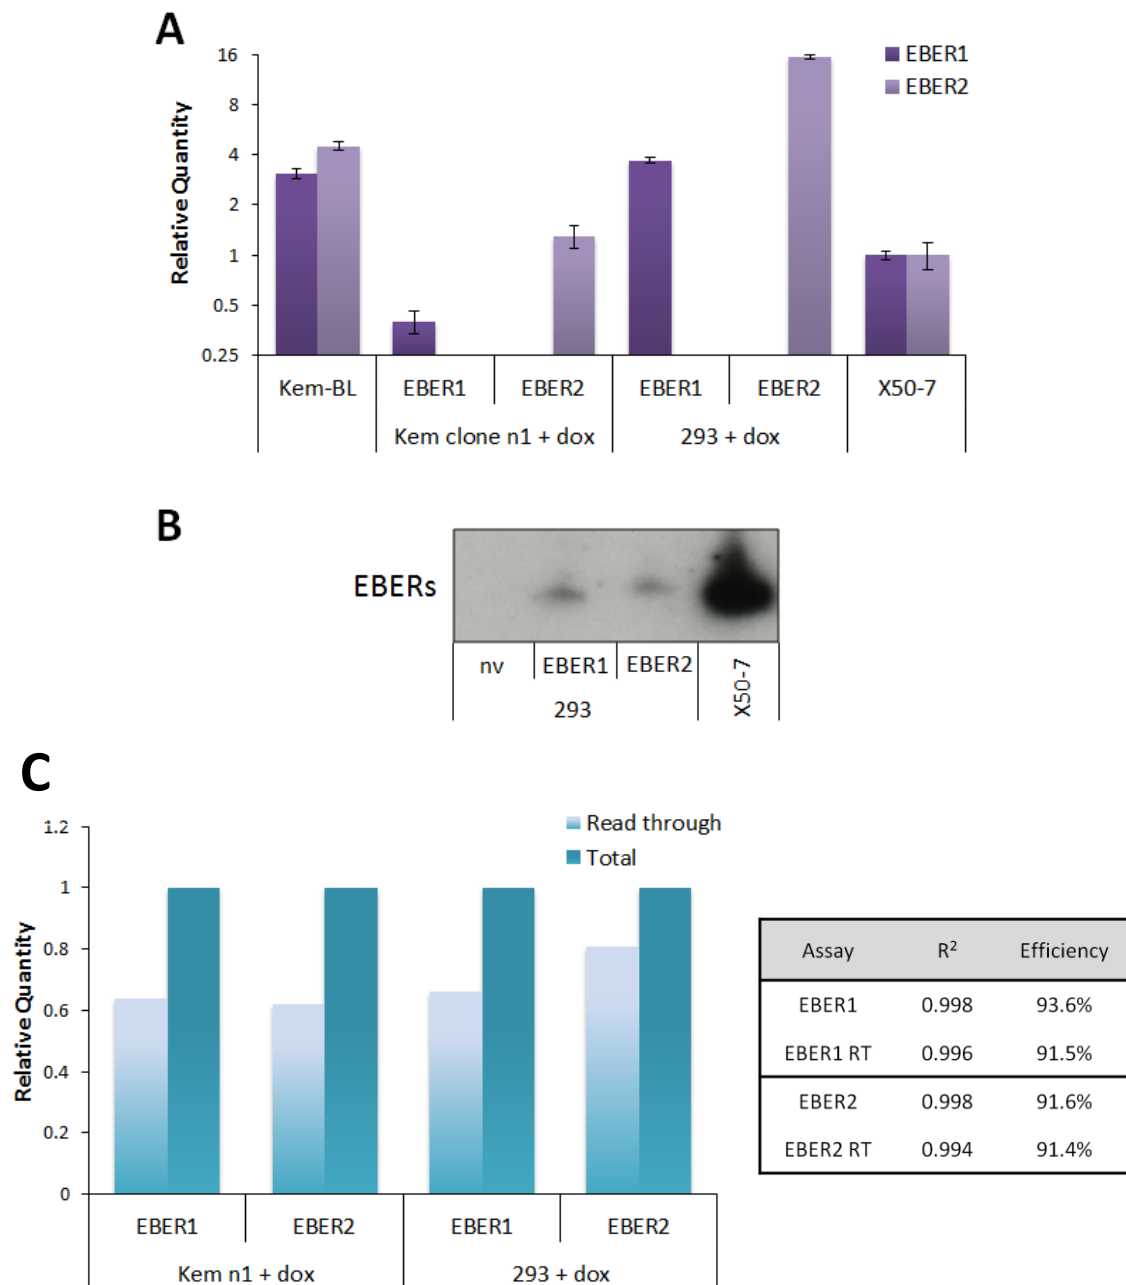 A
16
8
4
2
1
0.5
0.25
Relative Quantity
EBER1
EBER2
Kem-BL
EBER1
EBER2
EBER1
EBER2
X50-7
Kem clone n1 + dox
293 + dox
B
EBERs
nv
EBER1
EBER2
X50-7
293
C
Read through
Total
1.2
1
0.8
0.6
0.4
0.2
0
Relative Quantity
EBER1
EBER2
EBER1
EBER2
Kem n1 + dox
293 + dox
Assay R² Efficiency
EBER1 0.998 93.6%
EBER1 RT 0.996 91.5%
EBER2 0.998 91.6%
EBER2 RT 0.994 91.4%